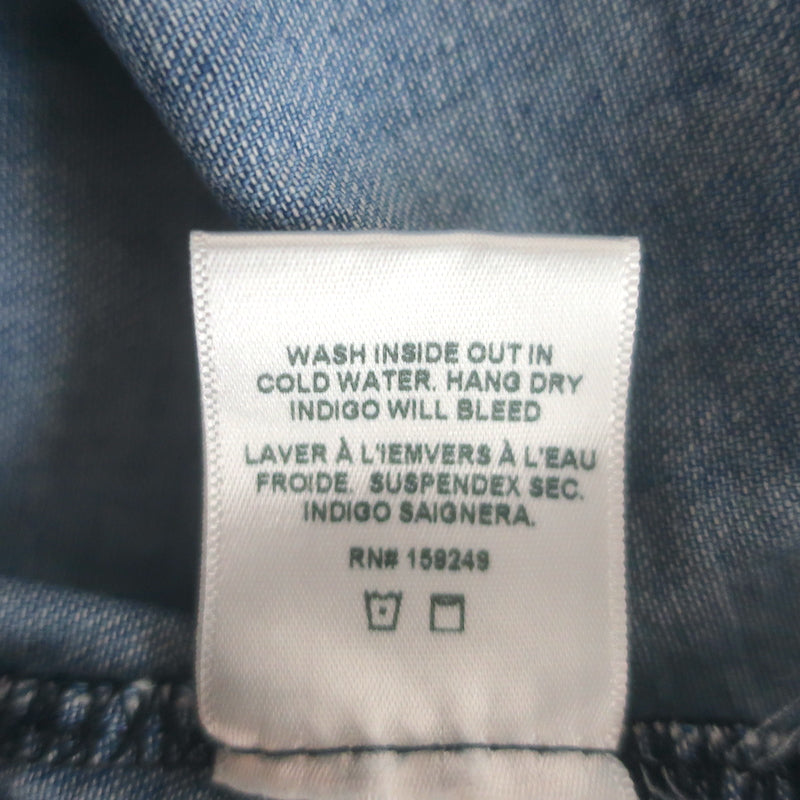 WASH INSIDE OUT IN
COLD WATER. HANG DRY
INDIGO WILL BLEED
LAVER À L'IEMVERS À L'EAU
FROIDE. SUSPENDEX SEC.
INDIGO SAIGNERA.
RN# 159249